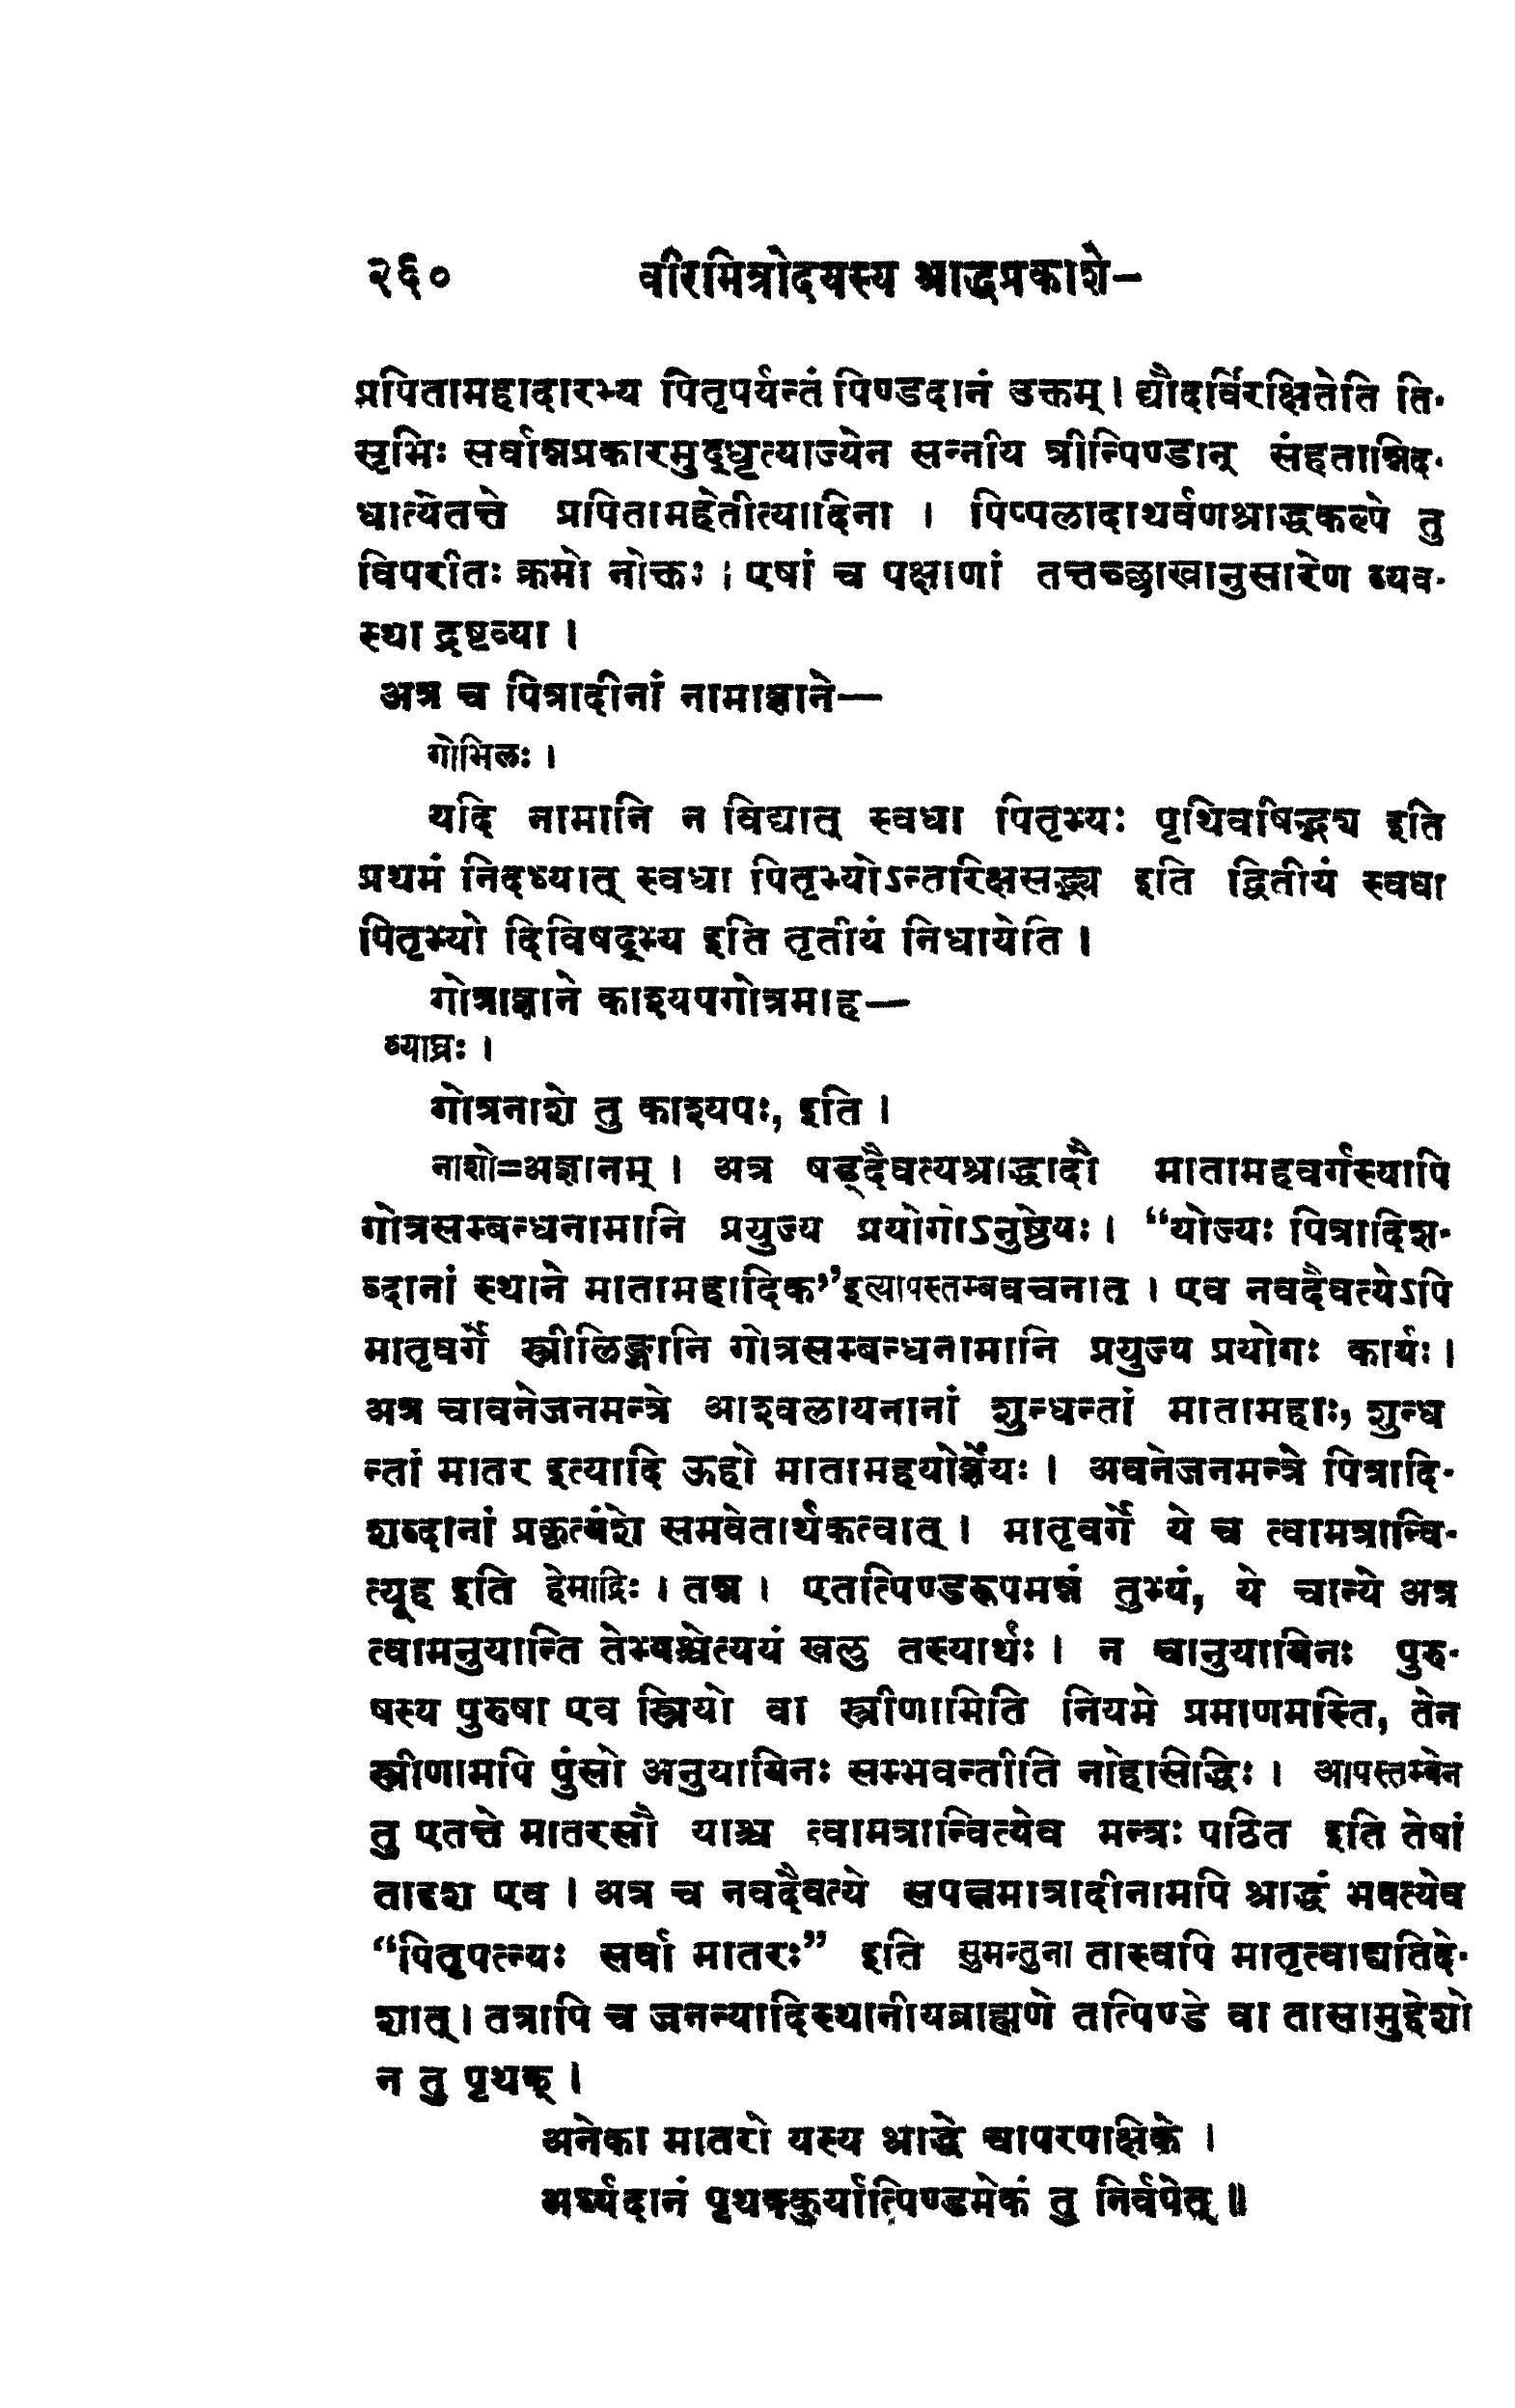 २६० वीरमित्रोदयस्य श्राद्धप्रकाशे-
प्रपितामहादारभ्य पितृपर्यन्तं पिण्डदानं उक्तम् । द्यौदर्विरक्षितेति ति-
सृभिः सर्वान्नप्रकारमुद्धृत्याज्येन सन्नीय त्रीन्पिण्डान् संहतान्निद-
धात्येतत्ते प्रपितामहेतीत्यादिना । पिप्पलादाथर्वणश्राद्धकल्पे तु
विपरीतः क्रमो नोक्तः । एषां च पक्षाणां तत्तच्छाखानुसारेण व्यव-
स्था द्रष्टव्या ।
अत्र च पित्रादीनां नामाज्ञाने—
गोभिलः ।
यदि नामानि न विद्यात् स्वधा पितृभ्यः पृथिवीषद्भ्य इति
प्रथमं निदध्यात् स्वधा पितृभ्योऽन्तरिक्षसद्भ्य इति द्वितीयं स्वधा
पितृभ्यो दिविषद्भ्य इति तृतीयं निधायेति ।
गोत्राज्ञाने काश्यपगोत्रमाह—
व्याघ्रः ।
गोत्रनाशे तु काश्यपः, इति ।
नाशो=अज्ञानम् । अत्र षड्दैवत्यश्राद्धादौ मातामहवर्गस्यापि
गोत्रसम्बन्धनामानि प्रयुज्य प्रयोगोऽनुष्ठेयः । “योज्यः पित्रादिश-
ब्दानां स्थाने मातामहादिक”इत्यापस्तम्बवचनात् । एव नवदैवत्येऽपि
मातृवर्गे स्त्रीलिङ्गानि गोत्रसम्बन्धनामानि प्रयुज्य प्रयोगः कार्यः ।
अत्र चावनेजनमन्त्रे आश्वलायनानां शुन्धन्तां मातामहाः, शुन्ध
न्तां मातर इत्यादि ऊहो मातामहयोर्ज्ञेयः । अवनेजनमन्त्रे पित्रादि-
शब्दानां प्रकृत्यंशे समवेतार्थकत्वात् । मातृवर्गे ये च त्वामत्रान्वि-
त्यूह इति हेमाद्रिः । तन्न । एतत्पिण्डरूपमन्नं तुभ्यं, ये चान्ये अत्र
त्वामनुयान्ति तेभ्यश्चेत्ययं खलु तस्यार्थः । न चानुयायिनः पुरु-
षस्य पुरुषा एव स्त्रियो वा स्त्रीणामिति नियमे प्रमाणमस्ति, तेन
स्त्रीणामपि पुंसो अनुयायिनः सम्भवन्तीति नोहासिद्धिः । आपस्तम्बेन
तु एतत्ते मातरसौ याश्च त्वामत्रान्वित्येव मन्त्रः पठित इति तेषां
तादृश एव । अत्र च नवदैवत्ये सपत्नमात्रादीनामपि श्राद्धं भवत्येव
“पितृपत्न्यः सर्वा मातरः” इति सुमन्तुना तास्वपि मातृत्वाद्यतिदे-
शात् । तत्रापि च जनन्यादिस्थानीयब्राह्मणे तत्पिण्डे वा तासामुद्देशो
न तु पृथक् ।
अनेका मातरो यस्य श्राद्धे चापरपाक्षिके ।
अर्घ्यदानं पृथक्कुर्यात्पिण्डमेकं तु निर्वपेत् ॥